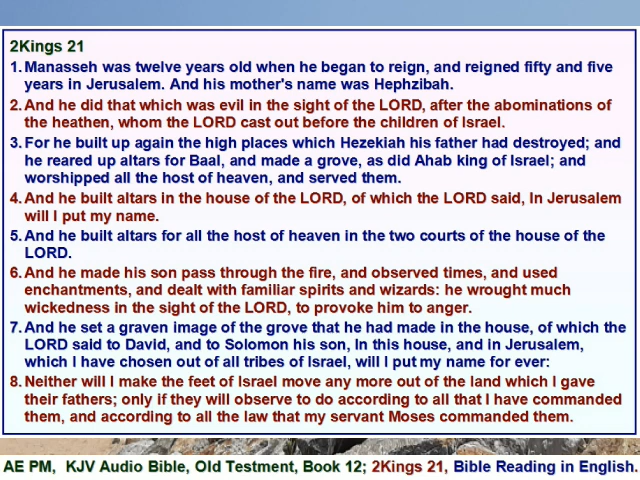 2Kings 21
1. Manasseh was twelve years old when he began to reign, and reigned fifty and five
years in Jerusalem. And his mother's name was Hephzibah.
2. And he did that which was evil in the sight of the LORD, after the abominations of
the heathen, whom the LORD cast out before the children of Israel.
3. For he built up again the high places which Hezekiah his father had destroyed; and
he reared up altars for Baal, and made a grove, as did Ahab king of Israel; and
worshipped all the host of heaven, and served them.
4. And he built altars in the house of the LORD, of which the LORD said, In Jerusalem
will I put my name.
5. And he built altars for all the host of heaven in the two courts of the house of the
LORD.
6. And he made his son pass through the fire, and observed times, and used
enchantments, and dealt with familiar spirits and wizards: he wrought much
wickedness in the sight of the LORD, to provoke him to anger.
7. And he set a graven image of the grove that he had made in the house, of which the
LORD said to David, and to Solomon his son, In this house, and in Jerusalem,
which I have chosen out of all tribes of Israel, will I put my name for ever:
8. Neither will I make the feet of Israel move any more out of the land which I gave
their fathers; only if they will observe to do according to all that I have commanded
them, and according to all the law that my servant Moses commanded them.
AE PM, KJV Audio Bible, Old Testment, Book 12; 2Kings 21, Bible Reading in English.